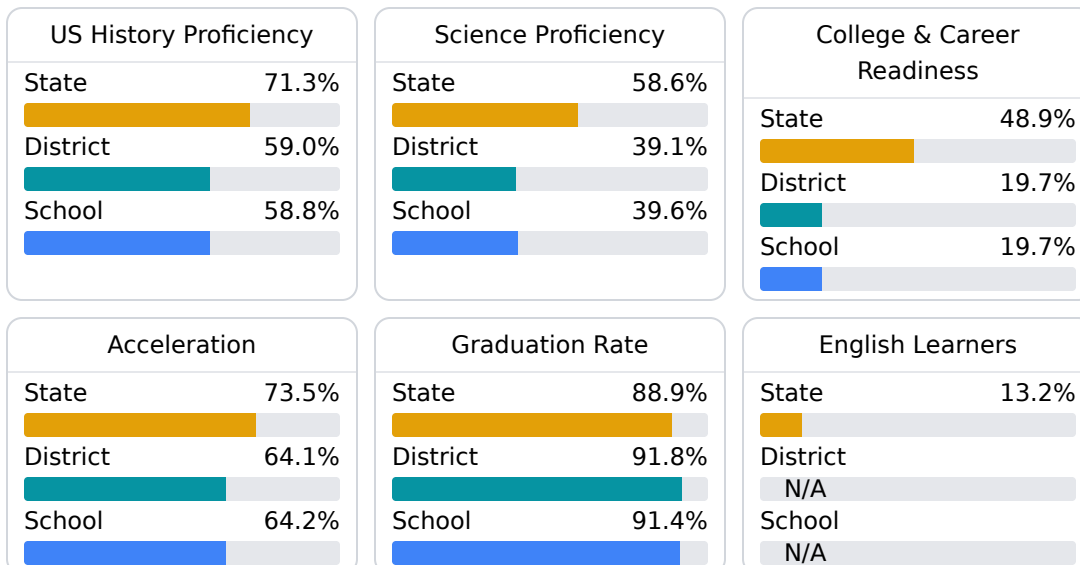 US History Proficiency
State 71.3%
District 59.0%
School 58.8%
Science Proficiency
State 58.6%
District 39.1%
School 39.6%
College & Career
Readiness
State 48.9%
District 19.7%
School 19.7%
Acceleration
State 73.5%
District 64.1%
School 64.2%
Graduation Rate
State 88.9%
District 91.8%
School 91.4%
English Learners
State 13.2%
District
N/A
School
N/A